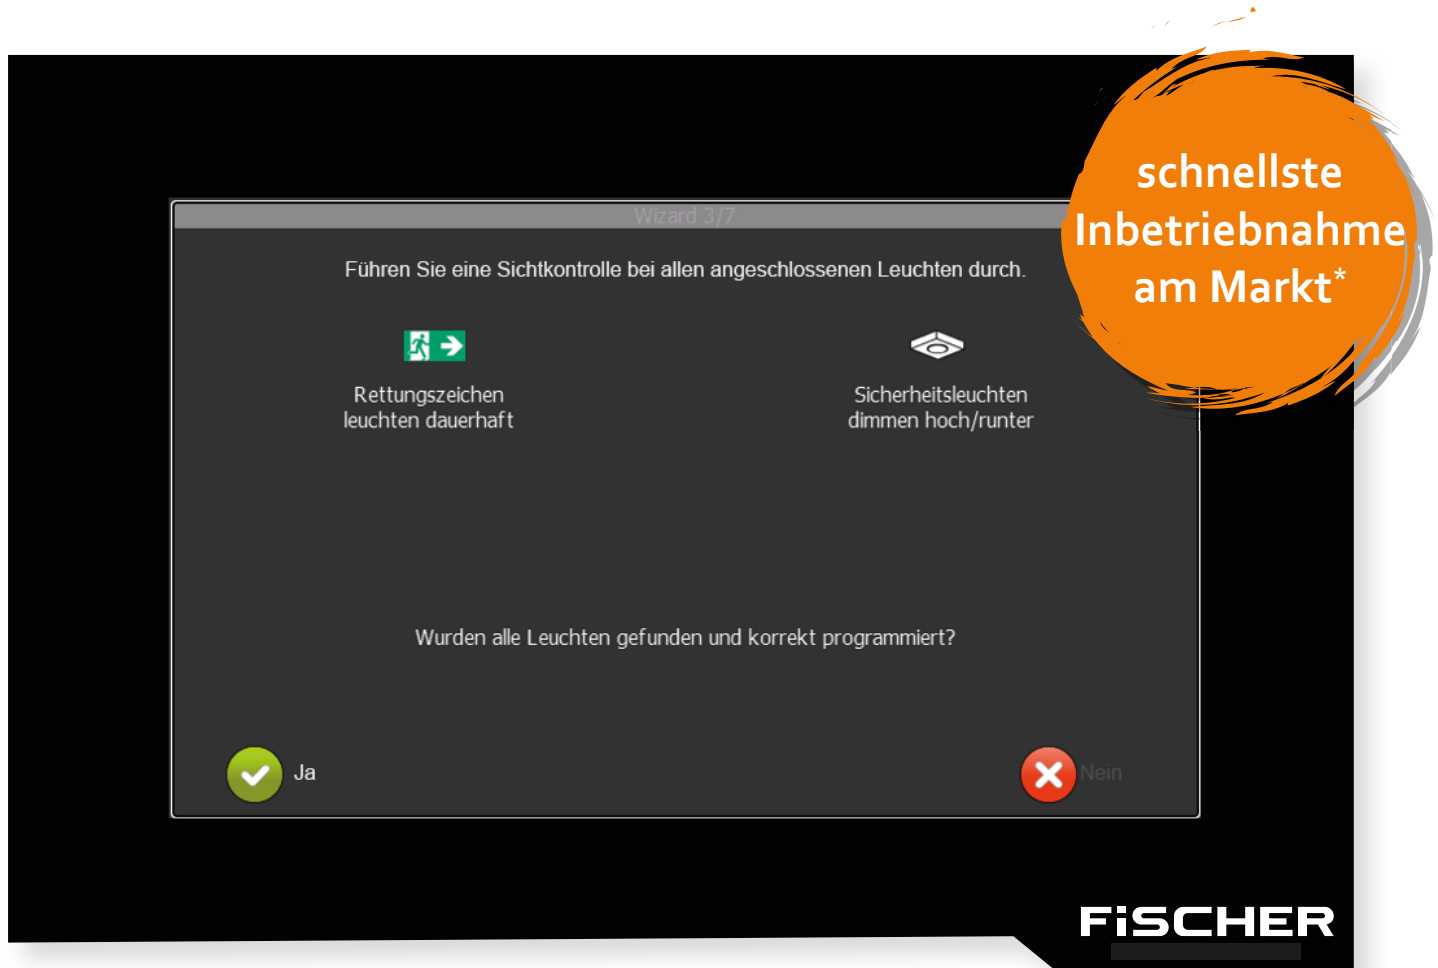 schnellste
Inbetriebnahme
am Markt*
Wizard 3/7
Führen Sie eine Sichtkontrolle bei allen angeschlossenen Leuchten durch.
Rettungszeichen
leuchten dauerhaft
Sicherheitsleuchten
dimmen hoch/runter
Wurden alle Leuchten gefunden und korrekt programmiert?
Ja
Nein
FiSCHER